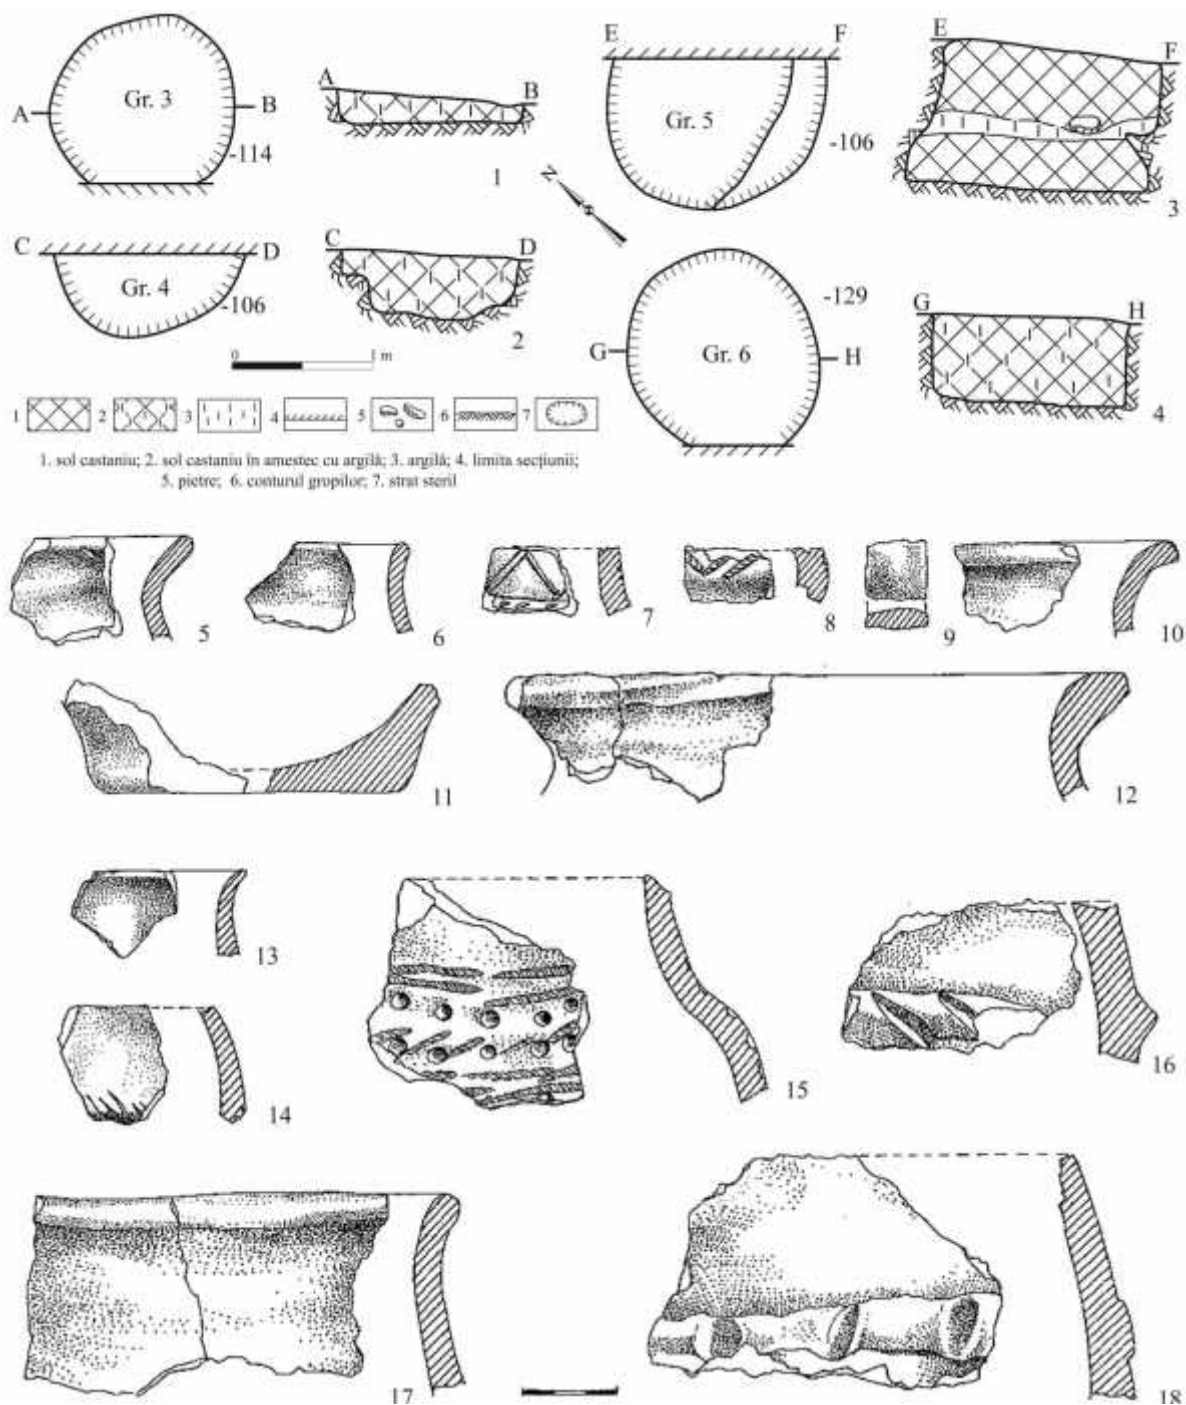 Gr. 3
A
B
-114
A
B
1
E
F
Gr. 5
-106
E
F
3
N
C
D
Gr. 4
-106
C
D
2
0 1 m
-129
G
Gr. 6
H
G
H
4
1 2 3 4 5 6 7
1. sol castaniu; 2. sol castaniu în amestec cu argilă; 3. argilă; 4. limita secțiunii;
5. pietre; 6. conturul gropilor; 7. strat steril
5 6 7 8 9 10
11 12
13
14 15 16
17 18